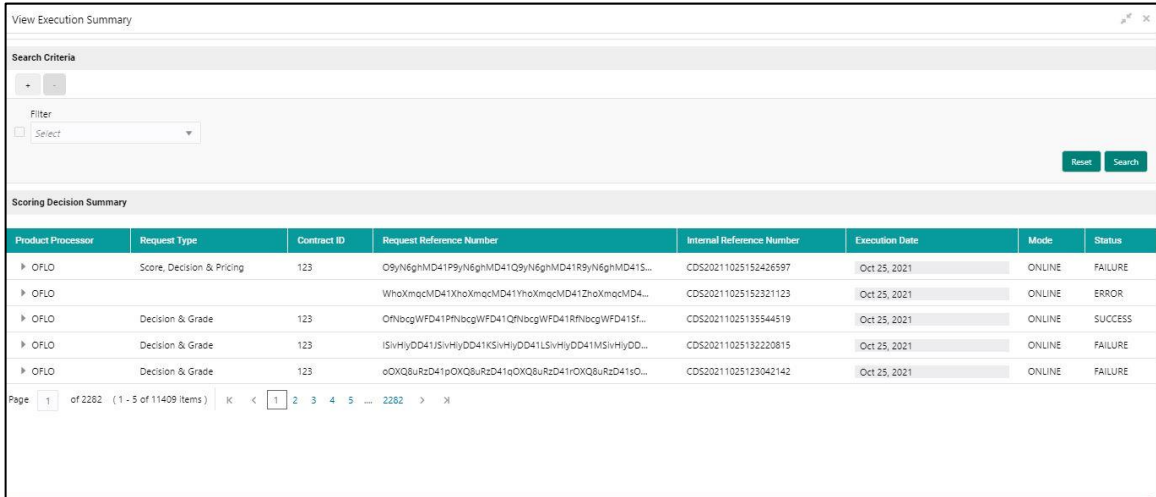 View Execution Summary
Search Criteria
+ -
Filter
Select
Reset Search
Scoring Decision Summary
Product Processor Request Type Contract ID Request Reference Number Internal Reference Number Execution Date Mode Status
OFLO Score, Decision & Pricing 123 O9yN6ghMD41P9yN6ghMD41Q9yN6ghMD41R9yN6ghMD41S... CDS20211025152426597 Oct 25, 2021 ONLINE FAILURE
OFLO WhoXmqcMD41XhoXmqcMD41YhoXmqcMD41ZhoXmqcMD4... CDS20211025152321123 Oct 25, 2021 ONLINE ERROR
OFLO Decision & Grade 123 OfNbcgWFD41PfNbcgWFD41QfNbcgWFD41RfNbcgWFD41Sf... CDS20211025135544519 Oct 25, 2021 ONLINE SUCCESS
OFLO Decision & Grade 123 ISivHiyDD41JSivHiyDD41KSivHiyDD41LSivHiyDD41MSivHiyDD... CDS20211025132220815 Oct 25, 2021 ONLINE FAILURE
OFLO Decision & Grade 123 oOXQ8uRzD41pOXQ8uRzD41qOXQ8uRzD41rOXQ8uRzD41sO... CDS20211025123042142 Oct 25, 2021 ONLINE FAILURE
Page 1 of 2282 (1 - 5 of 11409 items) 1 2 3 4 5 .... 2282